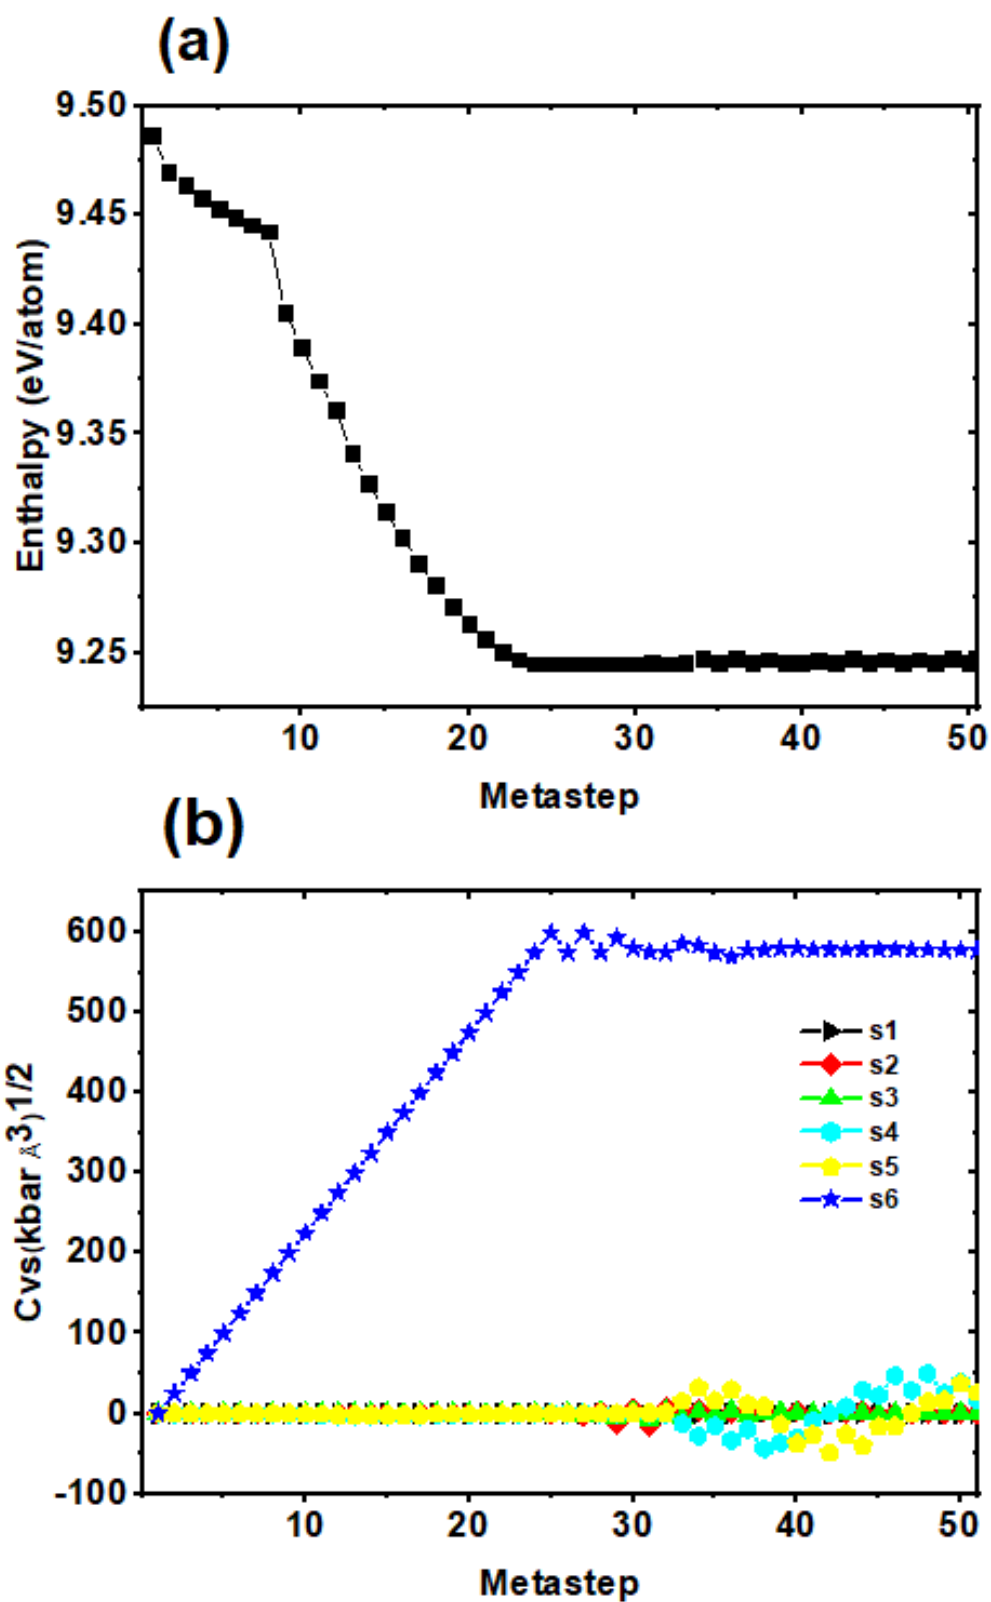 (a)
9.50
9.45
9.40
9.35
9.30
9.25
Enthalpy (eV/atom)
10 20 30 40 50
Metastep
(b)
600
500
400
300
200
100
0
-100
Cvs(kbar Å3)1/2
s1
s2
s3
s4
s5
s6
10 20 30 40 50
Metastep